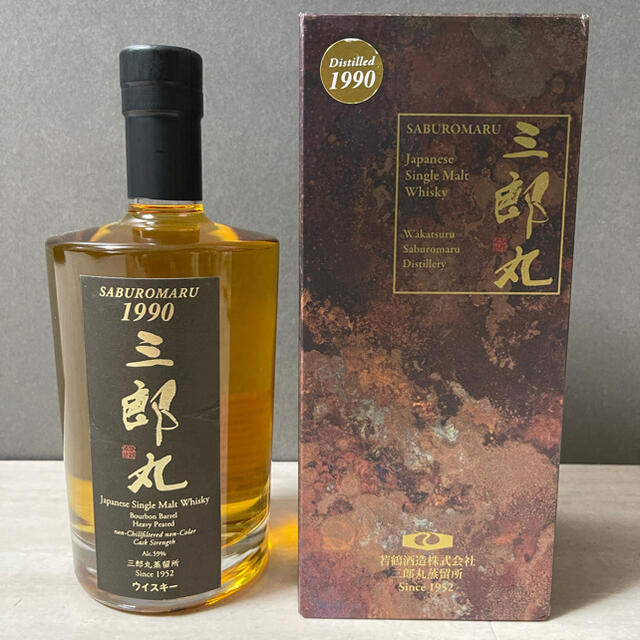 SABUROMARU
1990
三郎丸
Japanese Single Malt Whisky
Bourbon Barrel
Heavy Peated
non-Chillfiltered non-Color
Cask Strength
Alc.59%
三郎丸蒸留所
Since 1952
ウイスキー
Distilled
1990
SABUROMARU
Japanese
Single Malt
Whisky
Wakatsuru
Saburomaru
Distillery
三郎丸
若鶴酒造株式会社
三郎丸蒸留所
Since 1952